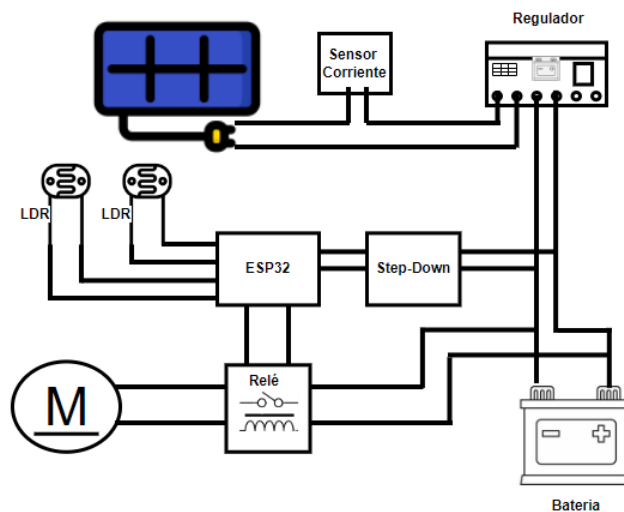 Regulador
Sensor
Corriente
LDR
LDR
ESP32
Step-Down
Relé
M
Bateria